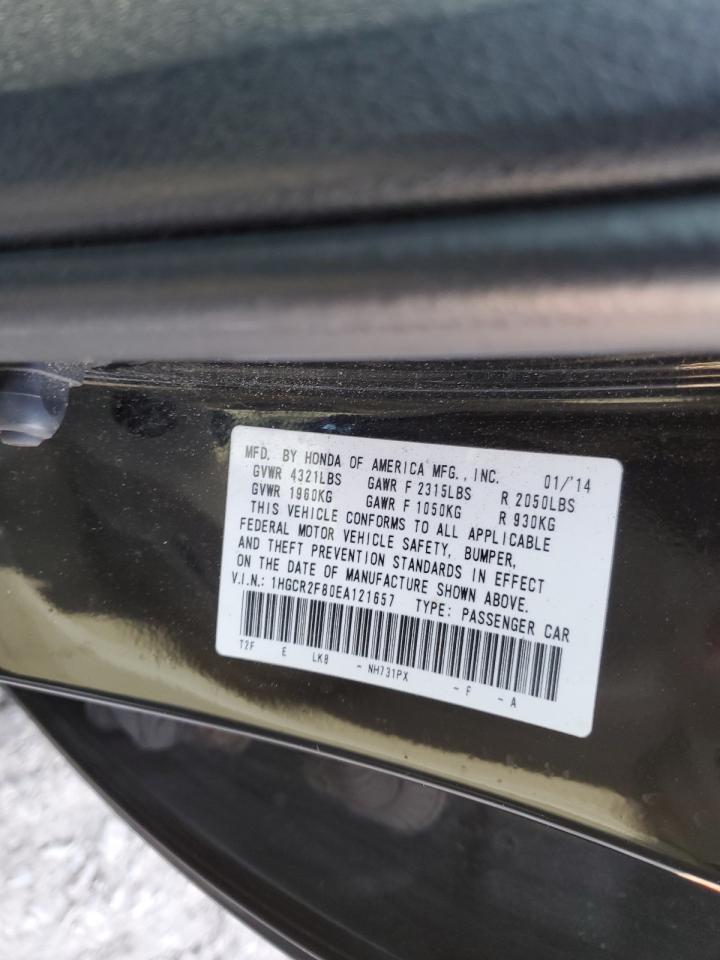 MFD. BY HONDA OF AMERICA MFG., INC. 01/'14
GVWR 4321LBS GAWR F 2315LBS R 2050LBS
GVWR 1960KG GAWR F 1050KG R 930KG
THIS VEHICLE CONFORMS TO ALL APPLICABLE
FEDERAL MOTOR VEHICLE SAFETY, BUMPER,
AND THEFT PREVENTION STANDARDS IN EFFECT
ON THE DATE OF MANUFACTURE SHOWN ABOVE.
V.I.N.: 1HGCR2F80EA121657 TYPE: PASSENGER CAR
T2F E LK8 - NH731PX - F - A